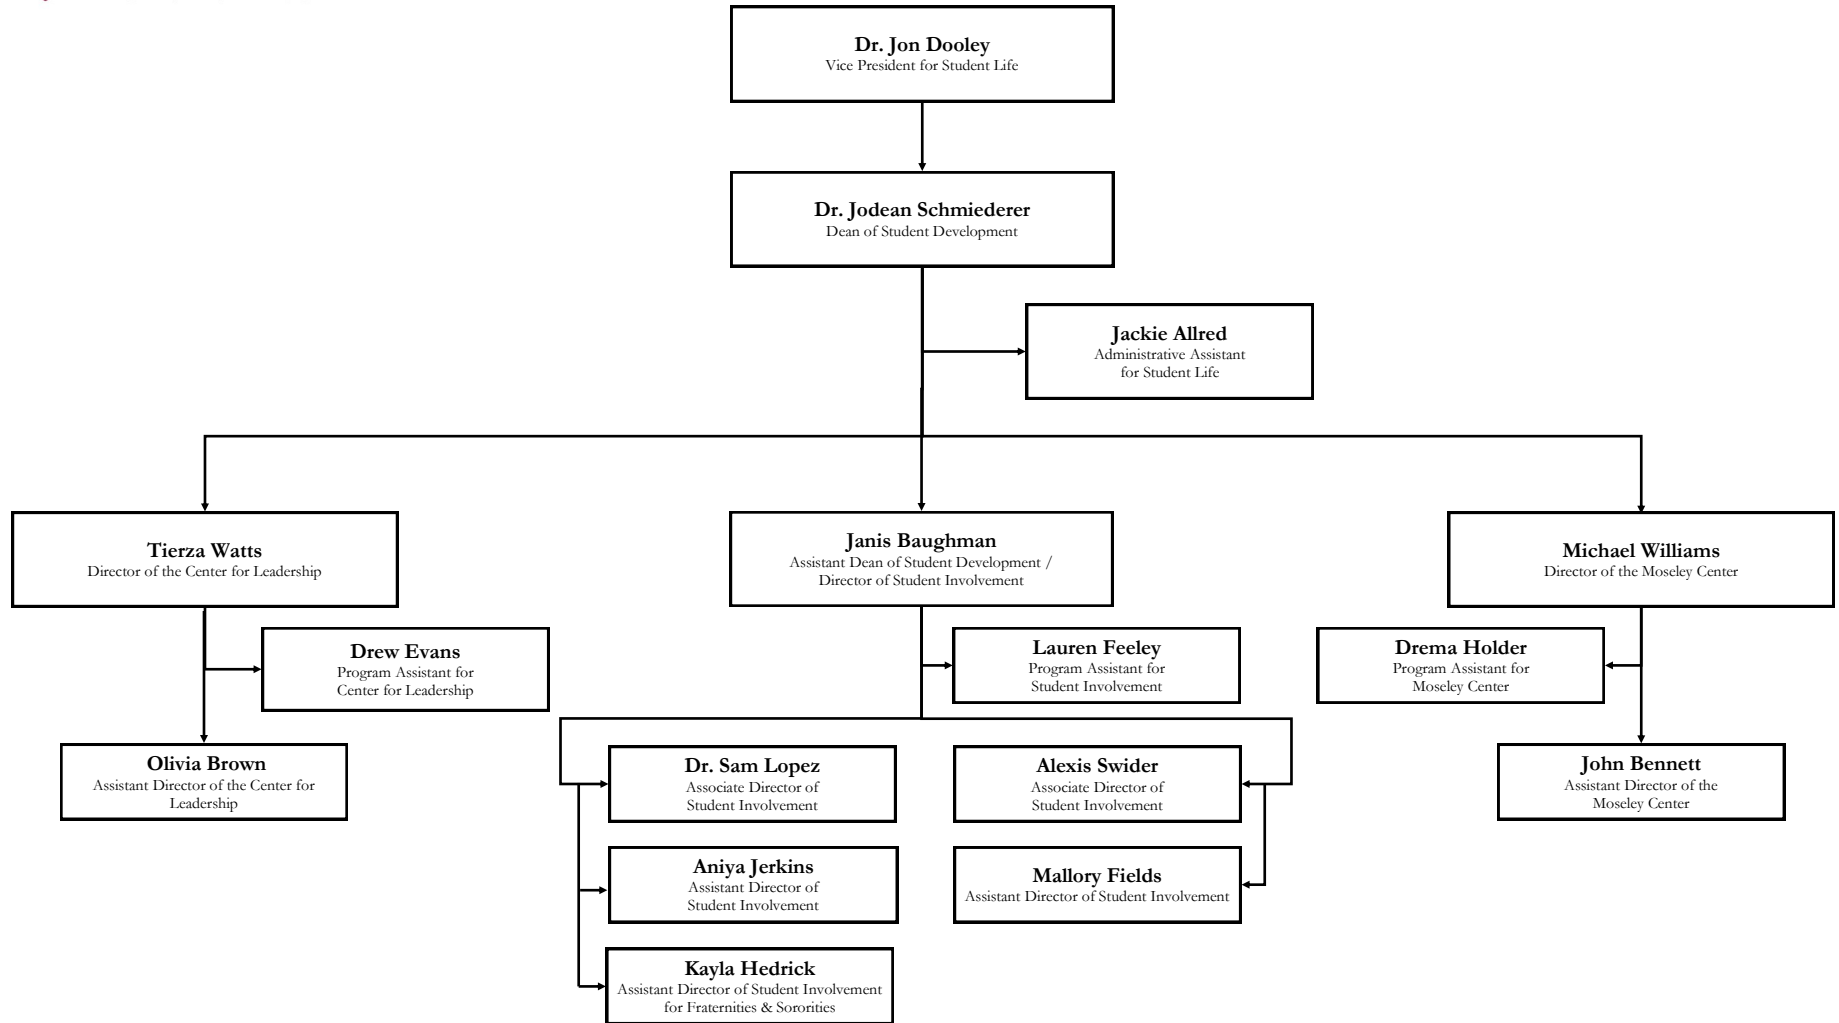 Dr. Jon Dooley
Vice President for Student Life
Dr. Jodean Schmiederer
Dean of Student Development
Jackie Allred
Administrative Assistant
for Student Life
Tierza Watts
Director of the Center for Leadership
Janis Baughman
Assistant Dean of Student Development /
Director of Student Involvement
Michael Williams
Director of the Moseley Center
Drew Evans
Program Assistant for
Center for Leadership
Lauren Feeley
Program Assistant for
Student Involvement
Drema Holder
Program Assistant for
Moseley Center
Olivia Brown
Assistant Director of the Center for
Leadership
Dr. Sam Lopez
Associate Director of
Student Involvement
Alexis Swider
Associate Director of
Student Involvement
John Bennett
Assistant Director of the
Moseley Center
Aniya Jerkins
Assistant Director of
Student Involvement
Mallory Fields
Assistant Director of Student Involvement
Kayla Hedrick
Assistant Director of Student Involvement
for Fraternities & Sororities